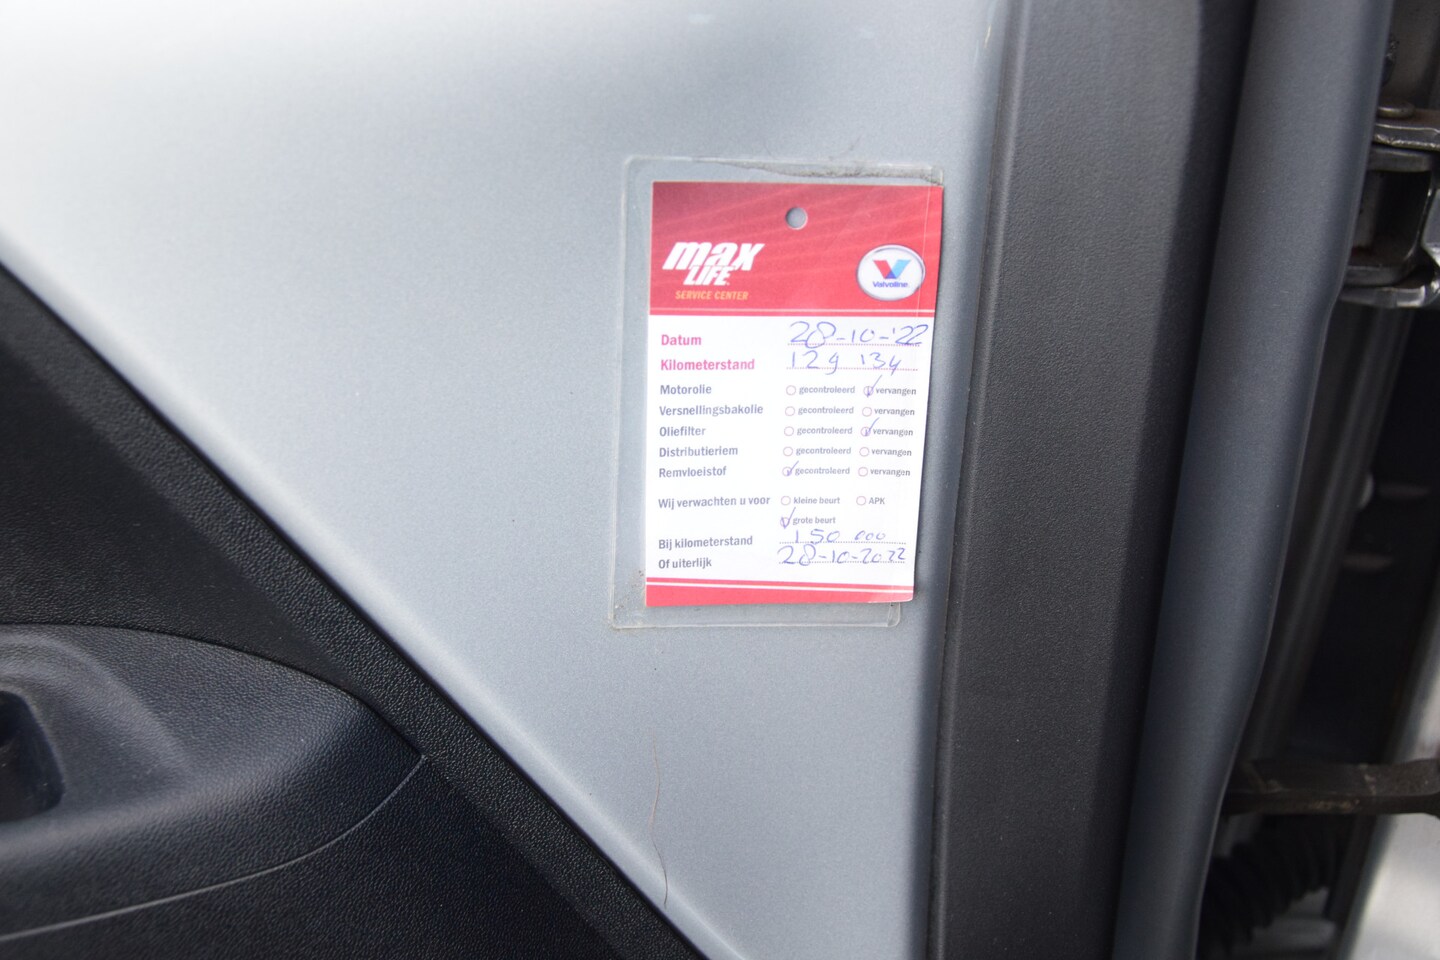 max
LIFE
SERVICE CENTER
Valvoline
Datum 28-10-'22
Kilometerstand 129 134
Motorolie gecontroleerd vervangen
Versnellingsbakolie gecontroleerd vervangen
Oliefilter gecontroleerd vervangen
Distributieriem gecontroleerd vervangen
Remvloeistof gecontroleerd vervangen
Wij verwachten u voor kleine beurt APK
grote beurt
Bij kilometerstand 150 000
Of uiterlijk 28-10-2022